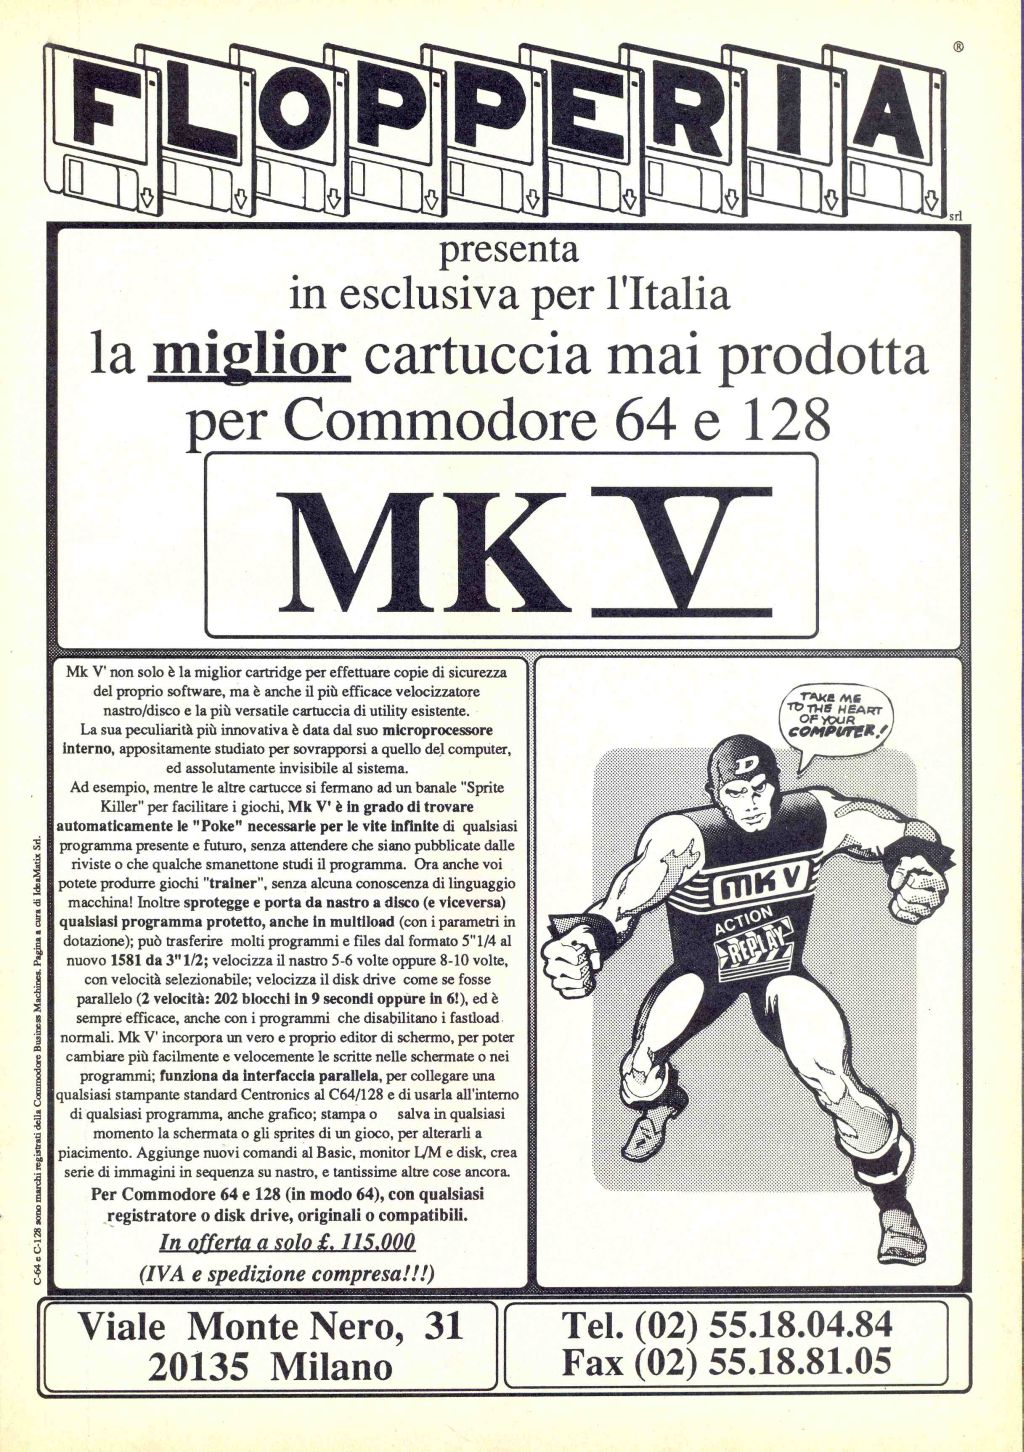 FLOPPERIA
®
srl
presenta
in esclusiva per l'Italia
la miglior cartuccia mai prodotta
per Commodore 64 e 128
MK V
Mk V' non solo è la miglior cartridge per effettuare copie di sicurezza
del proprio software, ma è anche il più efficace velocizzatore
nastro/disco e la più versatile cartuccia di utility esistente.
La sua peculiarità più innovativa è data dal suo microprocessore
interno, appositamente studiato per sovrapporsi a quello del computer,
ed assolutamente invisibile al sistema.
Ad esempio, mentre le altre cartucce si fermano ad un banale "Sprite
Killer" per facilitare i giochi, Mk V' è in grado di trovare
automaticamente le "Poke" necessarie per le vite infinite di qualsiasi
programma presente e futuro, senza attendere che siano pubblicate dalle
riviste o che qualche smanettone studi il programma. Ora anche voi
potete produrre giochi "trainer", senza alcuna conoscenza di linguaggio
macchina! Inoltre sprotegge e porta da nastro a disco (e viceversa)
qualsiasi programma protetto, anche in multiload (con i parametri in
dotazione); può trasferire molti programmi e files dal formato 5"1/4 al
nuovo 1581 da 3"1/2; velocizza il nastro 5-6 volte oppure 8-10 volte,
con velocità selezionabile; velocizza il disk drive come se fosse
parallelo (2 velocità: 202 blocchi in 9 secondi oppure in 6!), ed è
sempre efficace, anche con i programmi che disabilitano i fastload
normali. Mk V' incorpora un vero e proprio editor di schermo, per poter
cambiare più facilmente e velocemente le scritte nelle schermate o nei
programmi; funziona da interfaccia parallela, per collegare una
qualsiasi stampante standard Centronics al C64/128 e di usarla all'interno
di qualsiasi programma, anche grafico; stampa o salva in qualsiasi
momento la schermata o gli sprites di un gioco, per alterarli a
piacimento. Aggiunge nuovi comandi al Basic, monitor L/M e disk, crea
serie di immagini in sequenza su nastro, e tantissime altre cose ancora.
Per Commodore 64 e 128 (in modo 64), con qualsiasi
registratore o disk drive, originali o compatibili.
In offerta a solo £. 115.000
(IVA e spedizione compresa!!!)
TAKE ME
TO THE HEART
OF YOUR
COMPUTER!
D
MK V
ACTION
REPLAY
C-64 e C-128 sono marchi registrati della Commodore Business Machines. Pagina a cura di IdeaMatix Srl.
Viale Monte Nero, 31
20135 Milano
Tel. (02) 55.18.04.84
Fax (02) 55.18.81.05